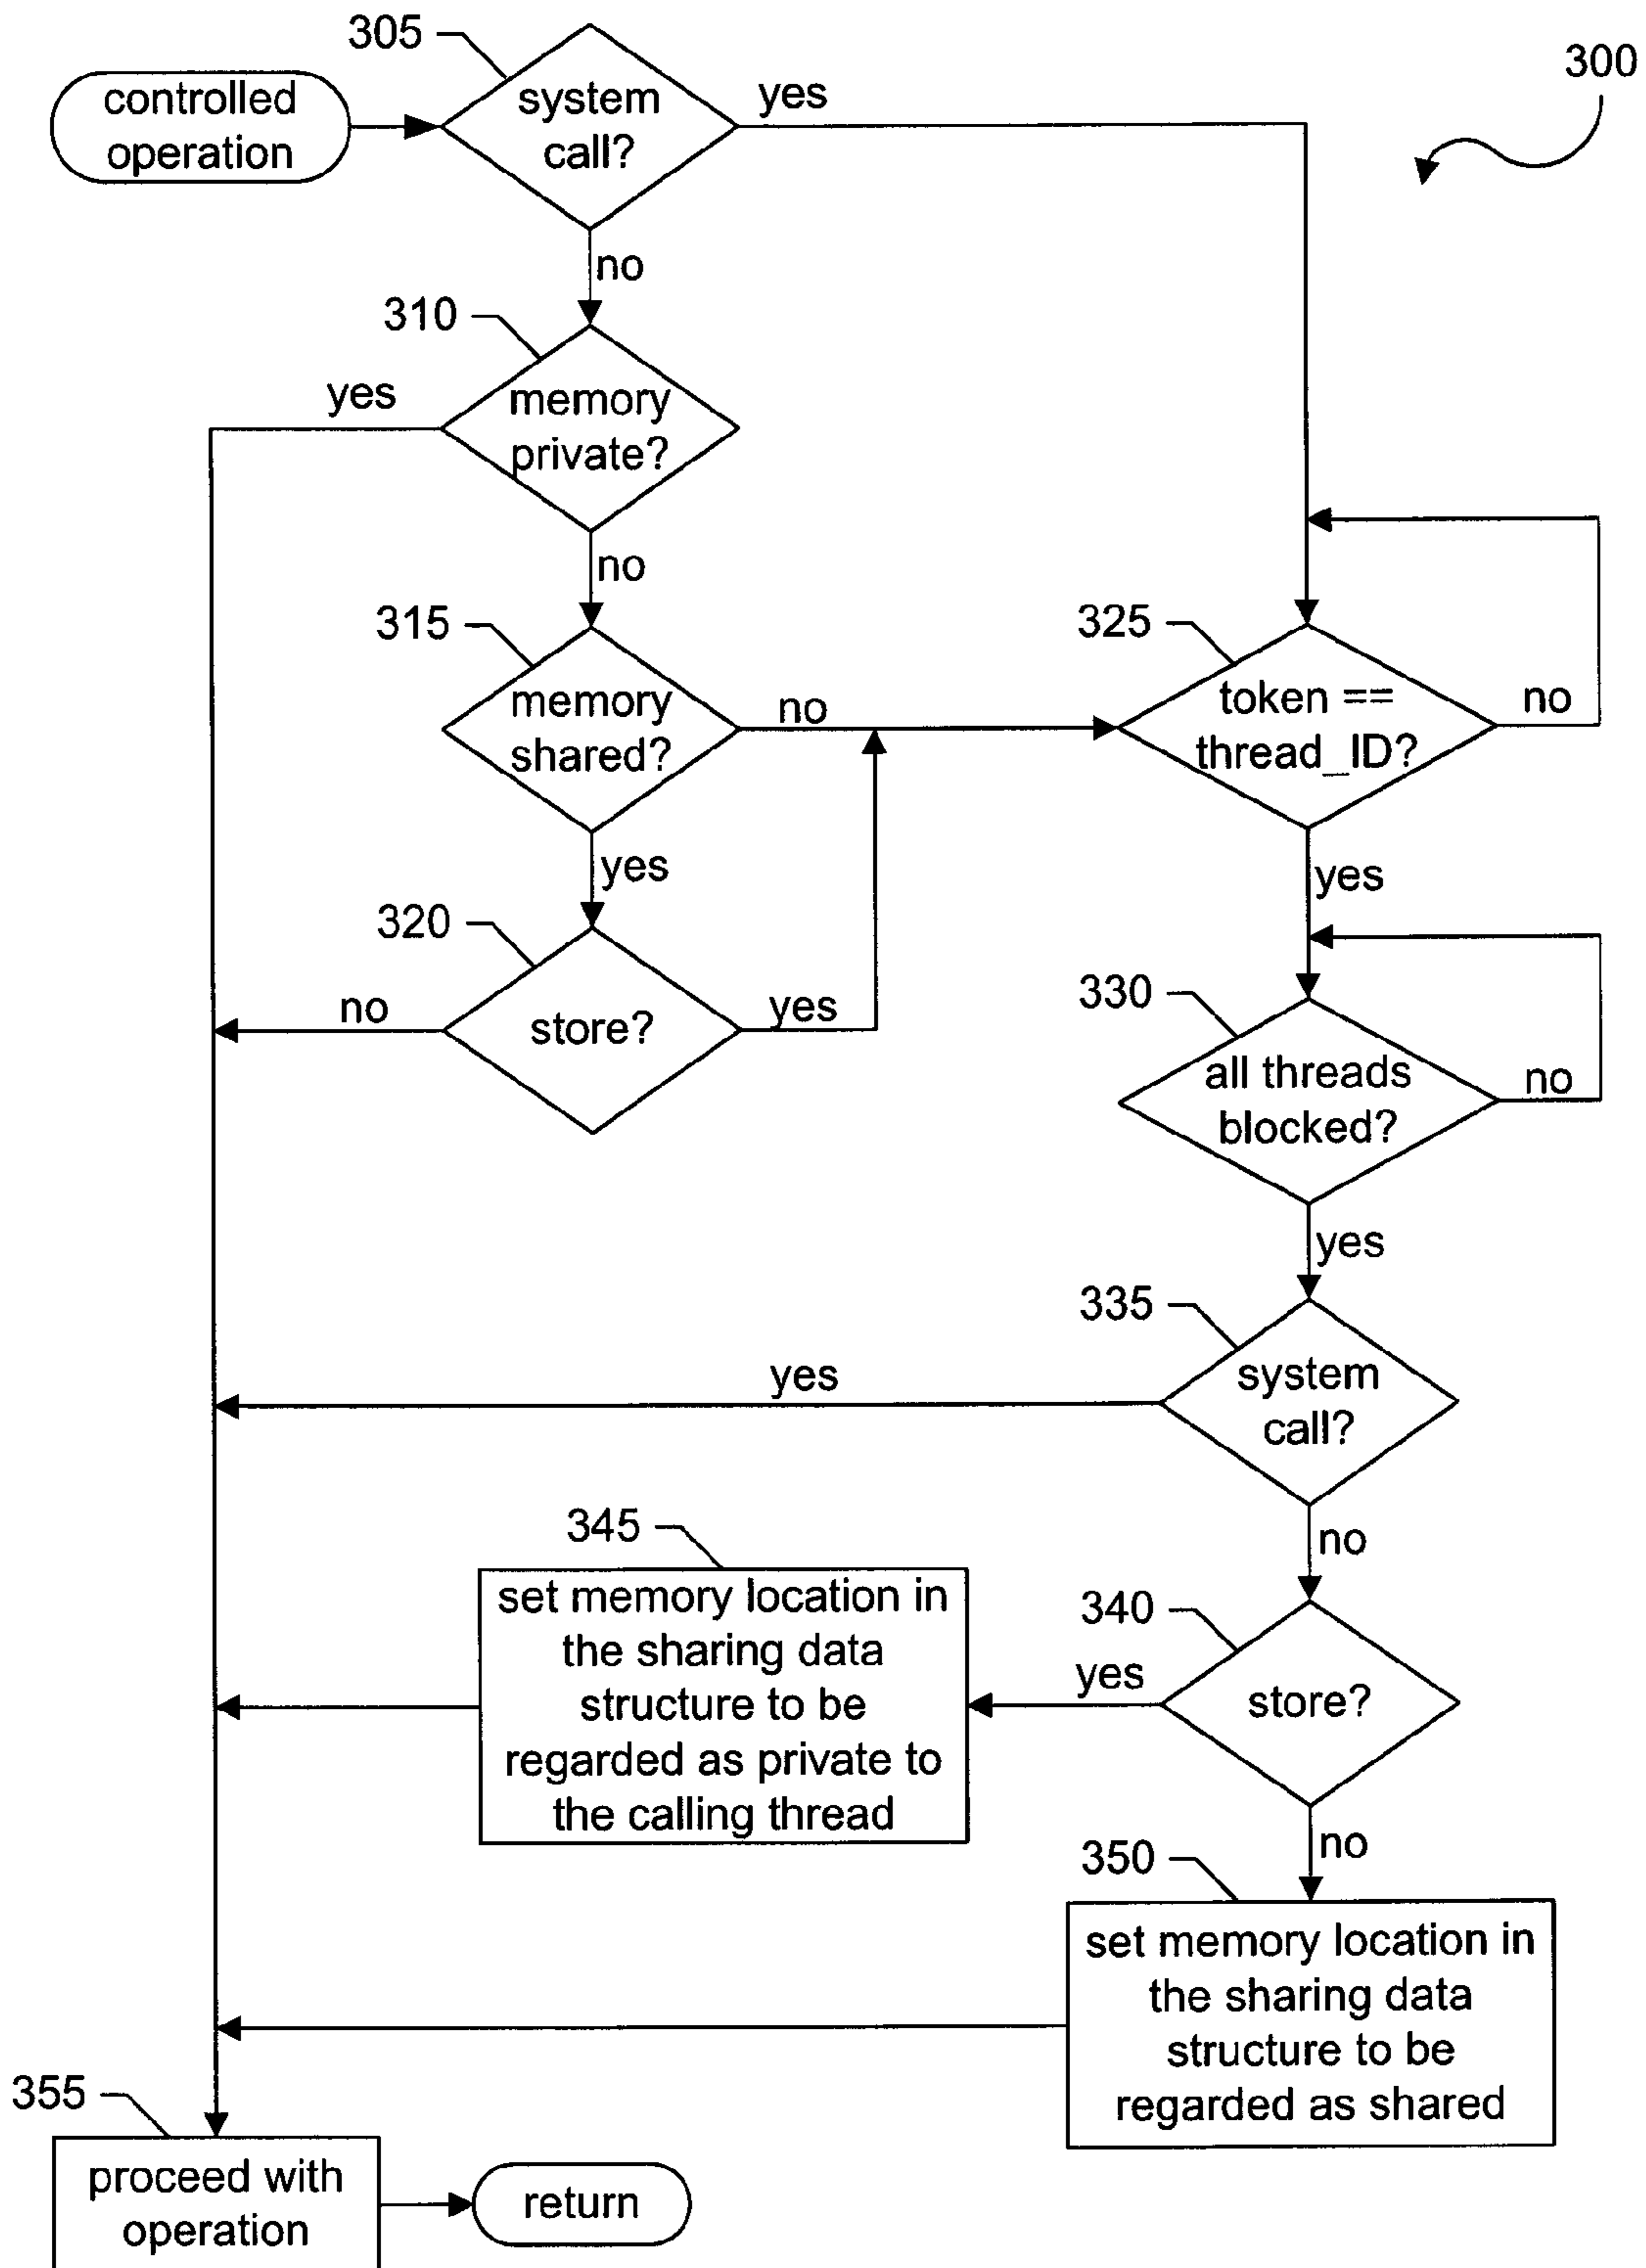 305
300
controlled
operation
system
call?
yes
no
310
yes
memory
private?
no
315
memory
shared?
no
325
token ==
thread_ID?
no
yes
yes
320
no
store?
yes
330
all threads
blocked?
no
yes
335
yes
system
call?
no
345
set memory location in
the sharing data
structure to be
regarded as private to
the calling thread
340
yes
store?
no
350
set memory location in
the sharing data
structure to be
regarded as shared
355
proceed with
operation
return